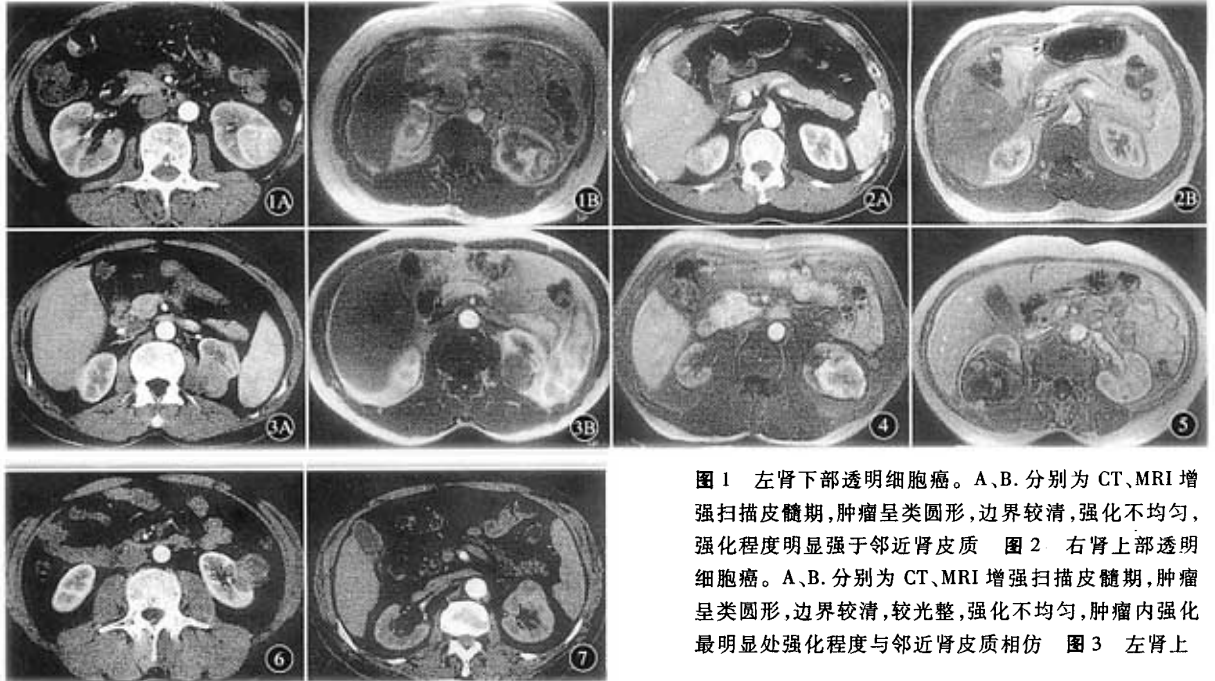 1A
1B
2A
2B
3A
3B
4
5
6
7
图 1 左肾下部透明细胞癌。A、B. 分别为 CT、MRI 增
强扫描皮髓期,肿瘤呈类圆形,边界较清,强化不均匀,
强化程度明显强于邻近肾皮质 图 2 右肾上部透明
细胞癌。A、B. 分别为 CT、MRI 增强扫描皮髓期,肿瘤
呈类圆形,边界较清,较光整,强化不均匀,肿瘤内强化
最明显处强化程度与邻近肾皮质相仿 图 3 左肾上